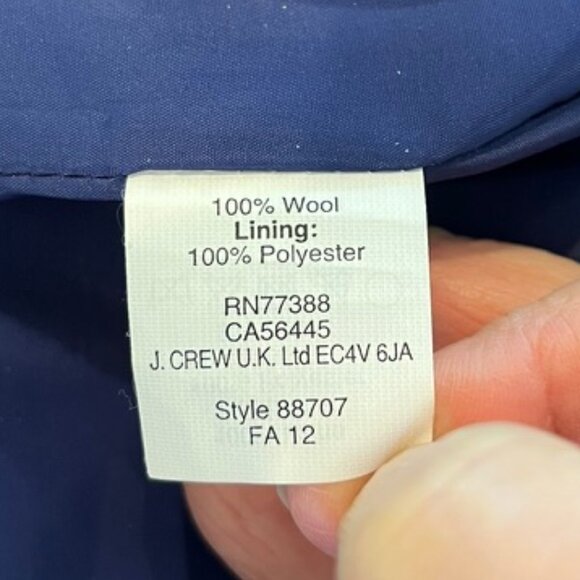 100% Wool
Lining:
100% Polyester
RN77388
CA56445
J. CREW U.K. Ltd EC4V 6JA
Style 88707
FA 12